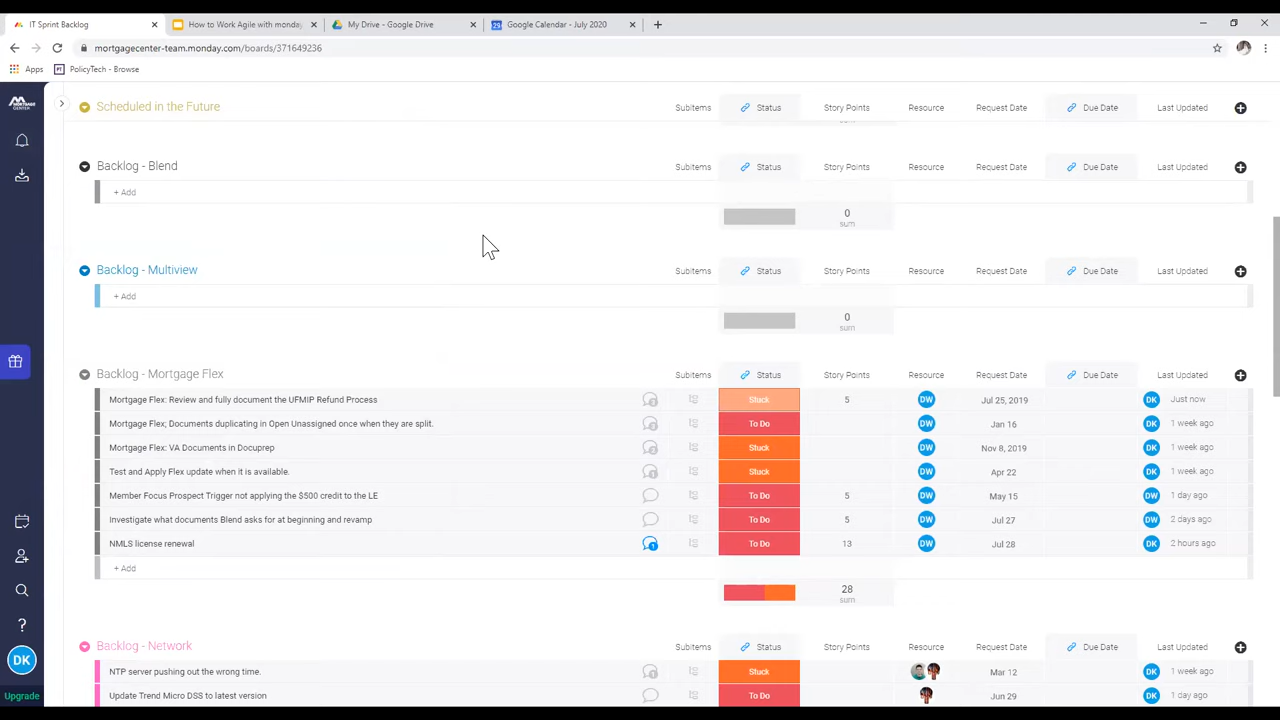 IT Sprint Backlog
How to Work Agile with monday
My Drive - Google Drive
Google Calendar - July 2020
mortgagecenter-team.monday.com/boards/371649236
Apps
PolicyTech - Browse
Scheduled in the Future Subitems Status Story Points Resource Request Date Due Date Last Updated
Backlog - Blend Subitems Status Story Points Resource Request Date Due Date Last Updated
+ Add
0
sum
Backlog - Multiview Subitems Status Story Points Resource Request Date Due Date Last Updated
+ Add
0
sum
Backlog - Mortgage Flex Subitems Status Story Points Resource Request Date Due Date Last Updated
Mortgage Flex: Review and fully document the UFMIP Refund Process Stuck 5 DW Jul 25, 2019 DK Just now
Mortgage Flex; Documents duplicating in Open Unassigned once when they are split. To Do DW Jan 16 DK 1 week ago
Mortgage Flex: VA Documents in Docuprep Stuck DW Nov 8, 2019 DK 1 week ago
Test and Apply Flex update when it is available. Stuck DW Apr 22 DK 1 week ago
Member Focus Prospect Trigger not applying the $500 credit to the LE To Do 5 DW May 15 DW 1 day ago
Investigate what documents Blend asks for at beginning and revamp To Do 5 DW Jul 27 DW 2 days ago
NMLS license renewal 1 To Do 13 DW Jul 28 DK 2 hours ago
+ Add
28
sum
Backlog - Network Subitems Status Story Points Resource Request Date Due Date Last Updated
NTP server pushing out the wrong time. Stuck Mar 12 DK 1 week ago
Update Trend Micro DSS to latest version To Do Jun 29 DK 1 day ago
?
DK
Upgrade